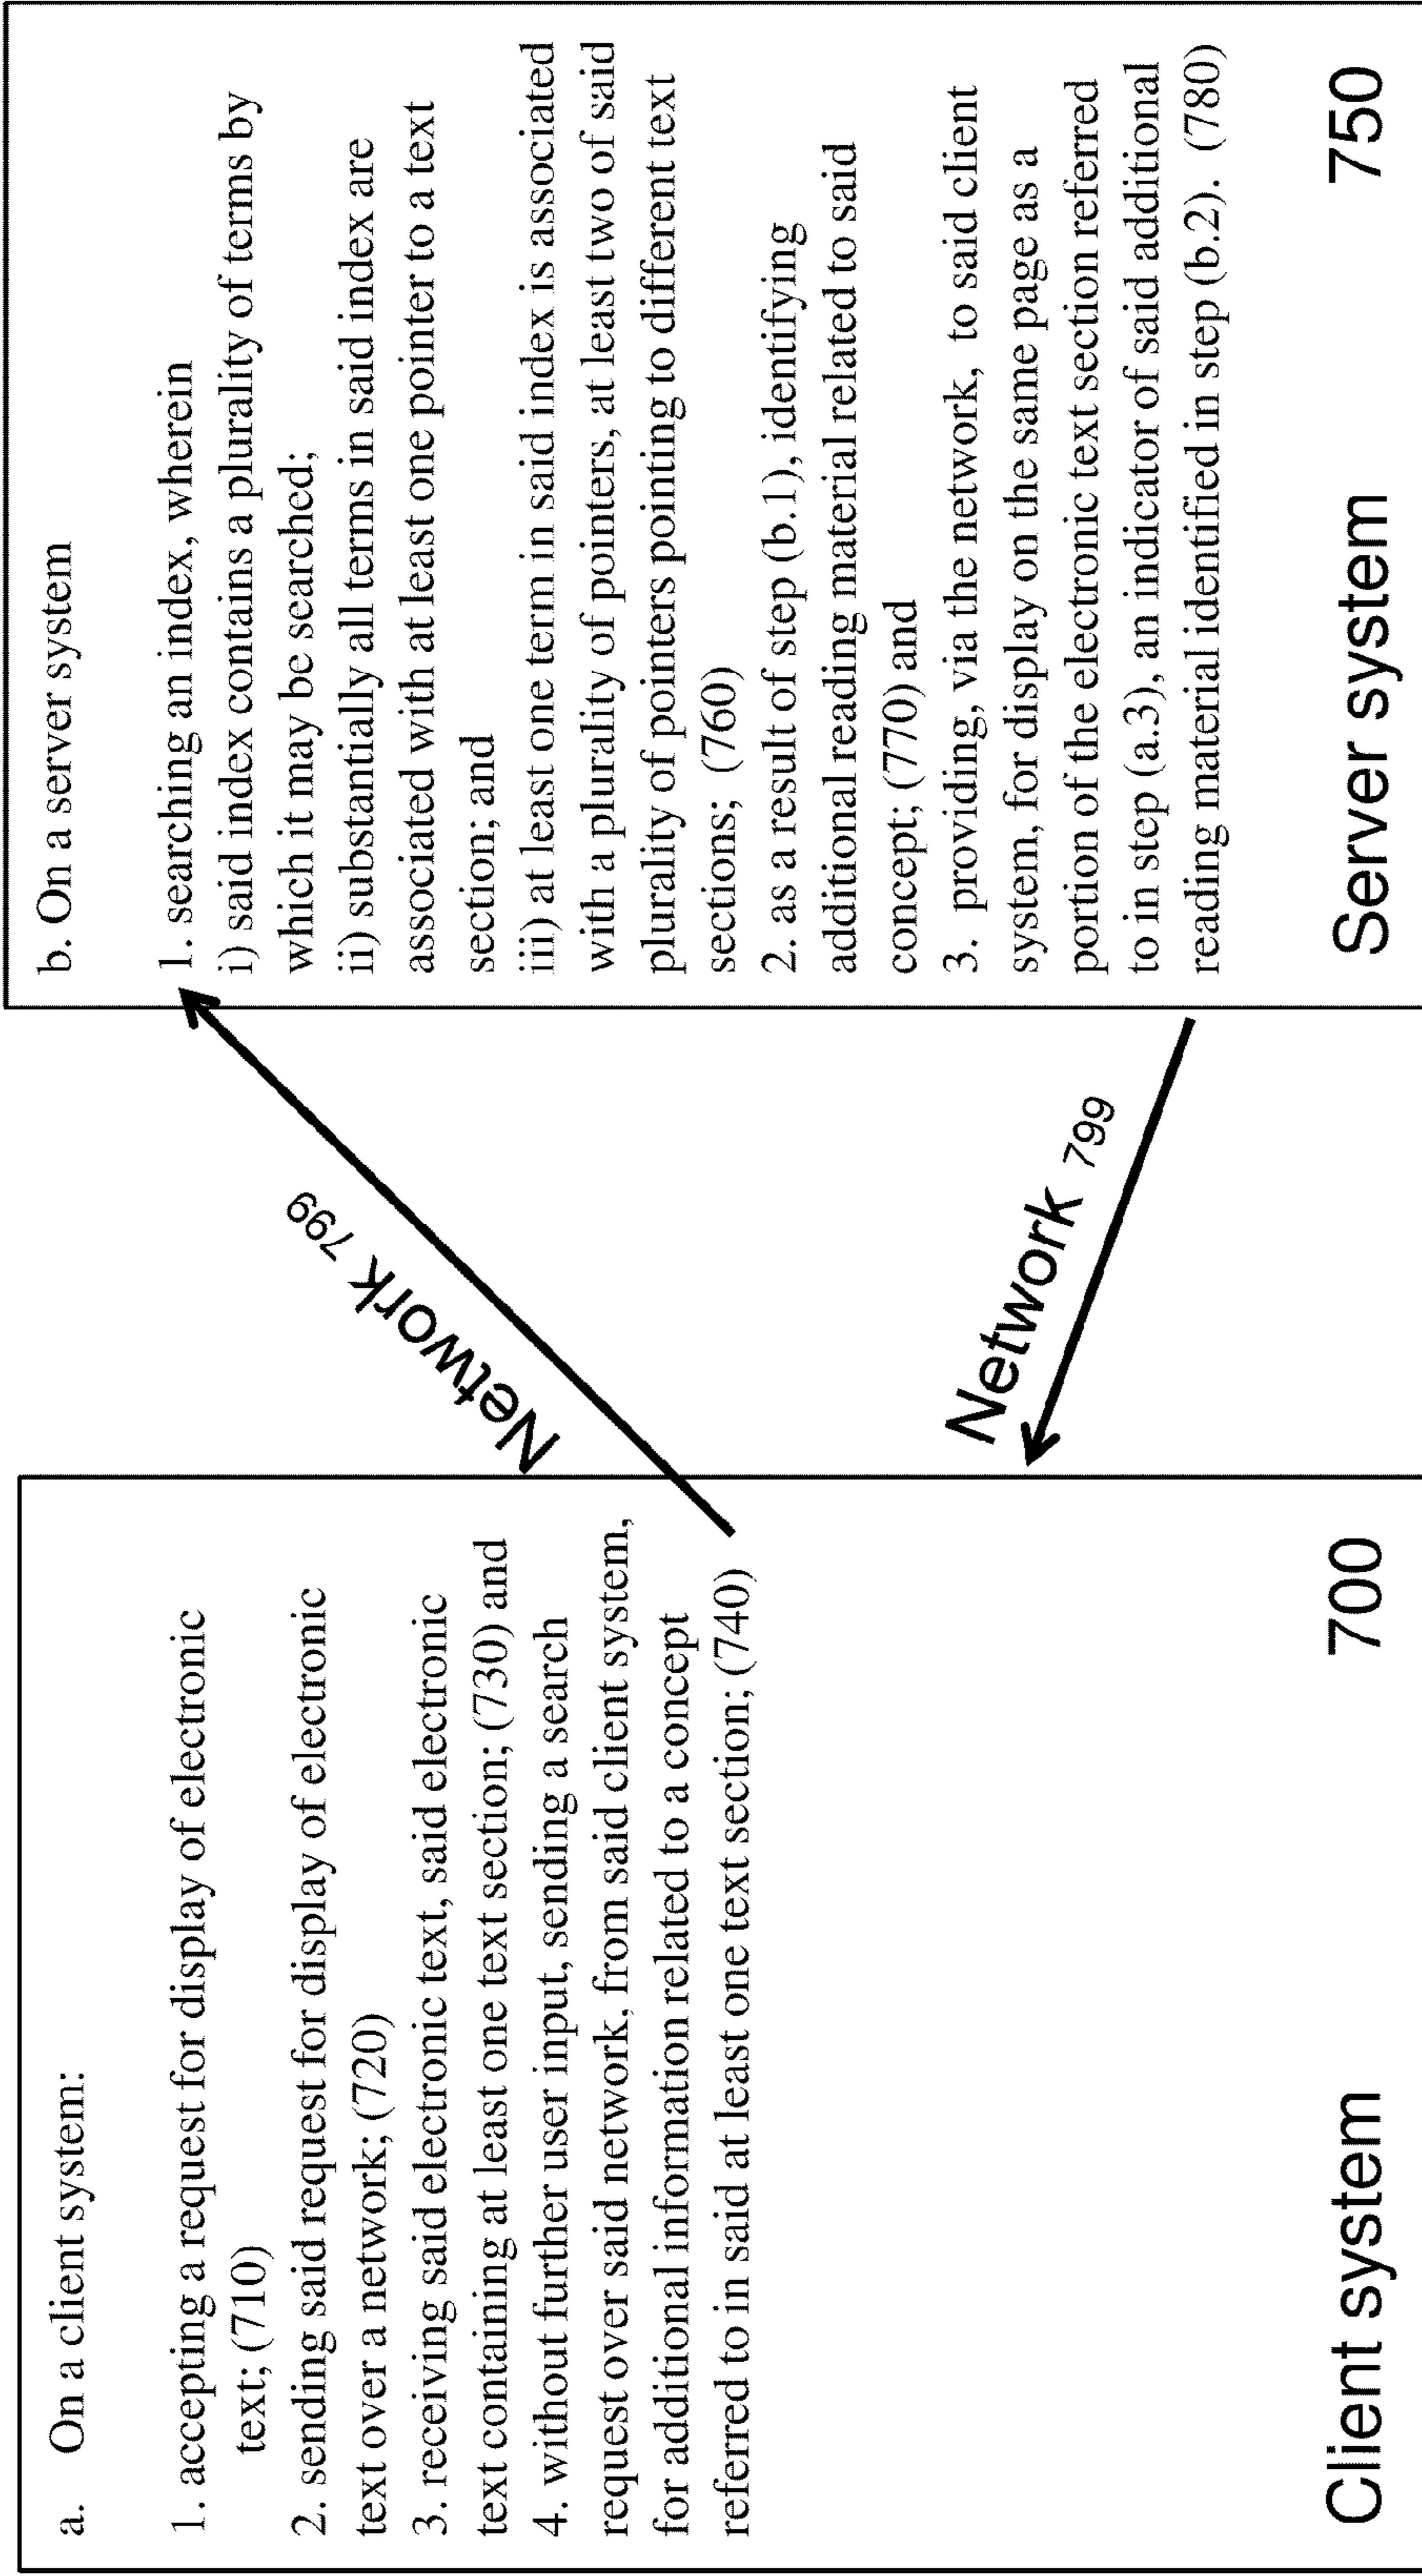 a. On a client system:
1. accepting a request for display of electronic
text; (710)
2. sending said request for display of electronic
text over a network; (720)
3. receiving said electronic text, said electronic
text containing at least one text section; (730) and
4. without further user input, sending a search
request over said network, from said client system,
for additional information related to a concept
referred to in said at least one text section; (740)
Client system 700
Network 799
Network 799
b. On a server system
1. searching an index, wherein
i) said index contains a plurality of terms by
which it may be searched;
ii) substantially all terms in said index are
associated with at least one pointer to a text
section; and
iii) at least one term in said index is associated
with a plurality of pointers, at least two of said
plurality of pointers pointing to different text
sections; (760)
2. as a result of step (b.1), identifying
additional reading material related to said
concept; (770) and
3. providing, via the network, to said client
system, for display on the same page as a
portion of the electronic text section referred
to in step (a.3), an indicator of said additional
reading material identified in step (b.2). (780)
Server system 750